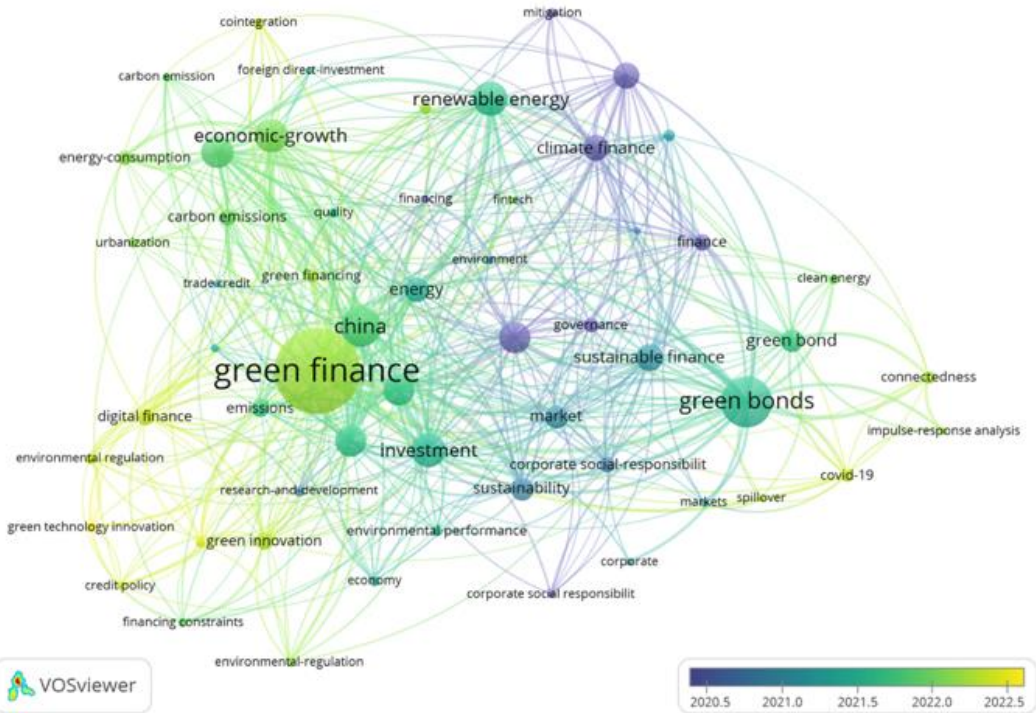 mitigation
cointegration
carbon emission
foreign direct-investment
renewable energy
economic-growth
climate finance
energy-consumption
financing
fintech
quality
carbon emissions
urbanization
finance
environment
trade credit
green financing
clean energy
energy
china
governance
green bond
sustainable finance
green finance
connectedness
green bonds
emissions
digital finance
market
impulse-response analysis
investment
environmental regulation
corporate social-responsibilit
covid-19
research-and-development
sustainability
markets
spillover
green technology innovation
environmental-performance
green innovation
corporate
economy
credit policy
corporate social responsibilit
financing constraints
environmental-regulation
VOSviewer
2020.5 2021.0 2021.5 2022.0 2022.5